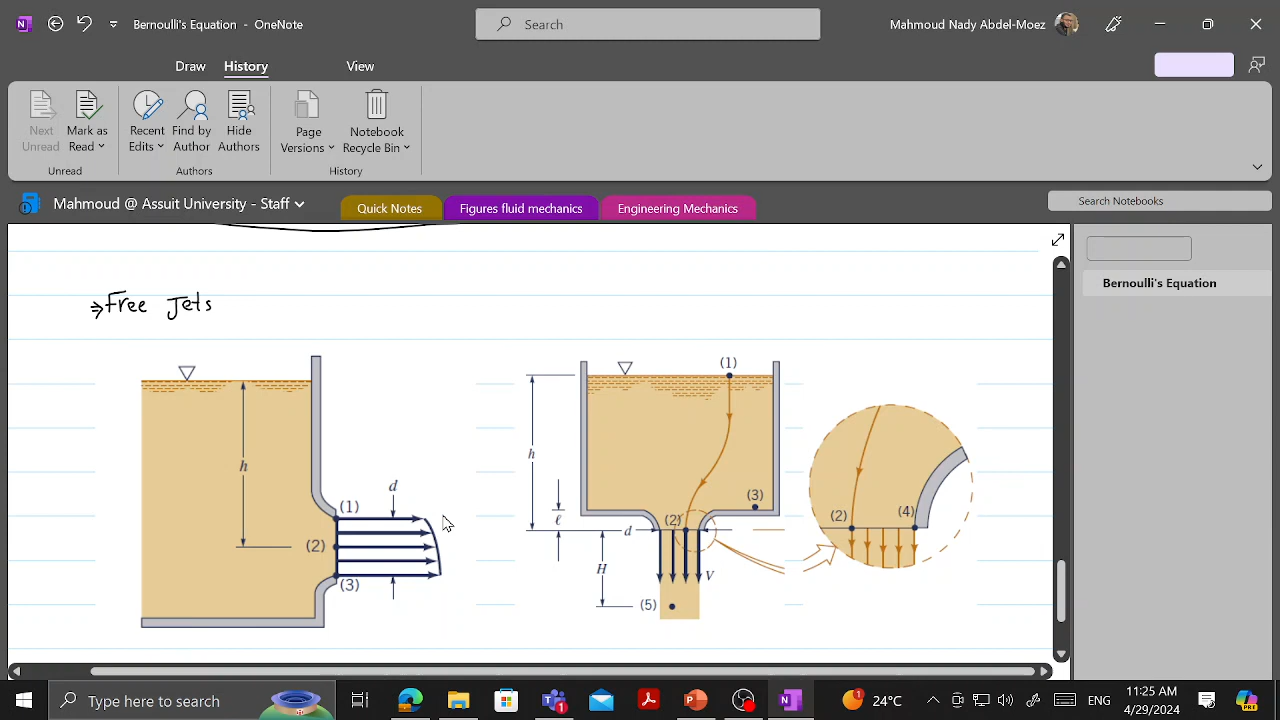 Bernoulli's Equation - OneNote
Search
Mahmoud Nady Abdel-Moez
Draw History View
Next Unread
Mark as Read
Recent Edits
Find by Author
Hide Authors
Page Versions
Notebook Recycle Bin
Unread
Authors
History
Mahmoud @ Assuit University - Staff
Quick Notes
Figures fluid mechanics
Engineering Mechanics
Search Notebooks
Bernoulli's Equation
⇒ Free Jets
h
d
(1)
(2)
(3)
(1)
h
(3)
ℓ
(2)
d
H
V
(5)
(2)
(4)
Type here to search
1
1
24°C
ENG
11:25 AM
4/29/2024
PRE